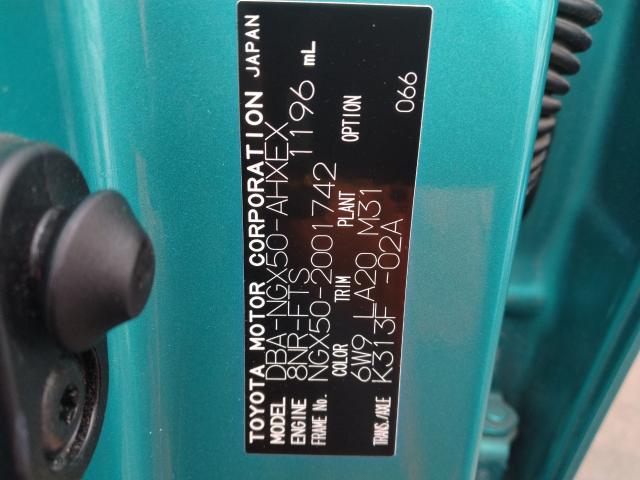 TOYOTA MOTOR CORPORATION JAPAN
MODEL DBA-NGX50-AHXEX
ENGINE 8NR-FTS 1196 mL
FRAME No. NGX50-2001742
COLOR TRIM PLANT OPTION
6W9 LA20 M31
TRANS./AXLE K313F -02A 066